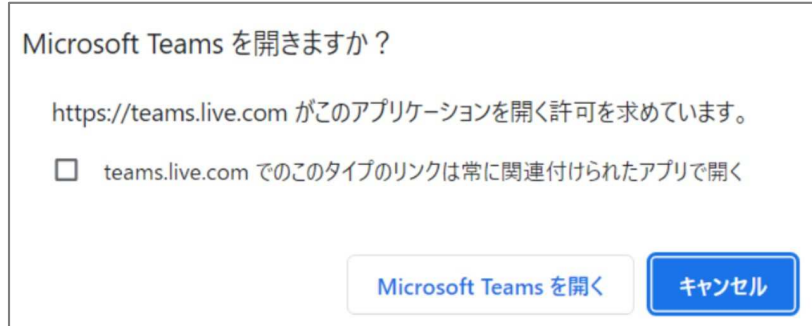 Microsoft Teams を開きますか？
https://teams.live.com がこのアプリケーションを開く許可を求めています。
teams.live.com でのこのタイプのリンクは常に関連付けられたアプリで開く
Microsoft Teams を開く キャンセル